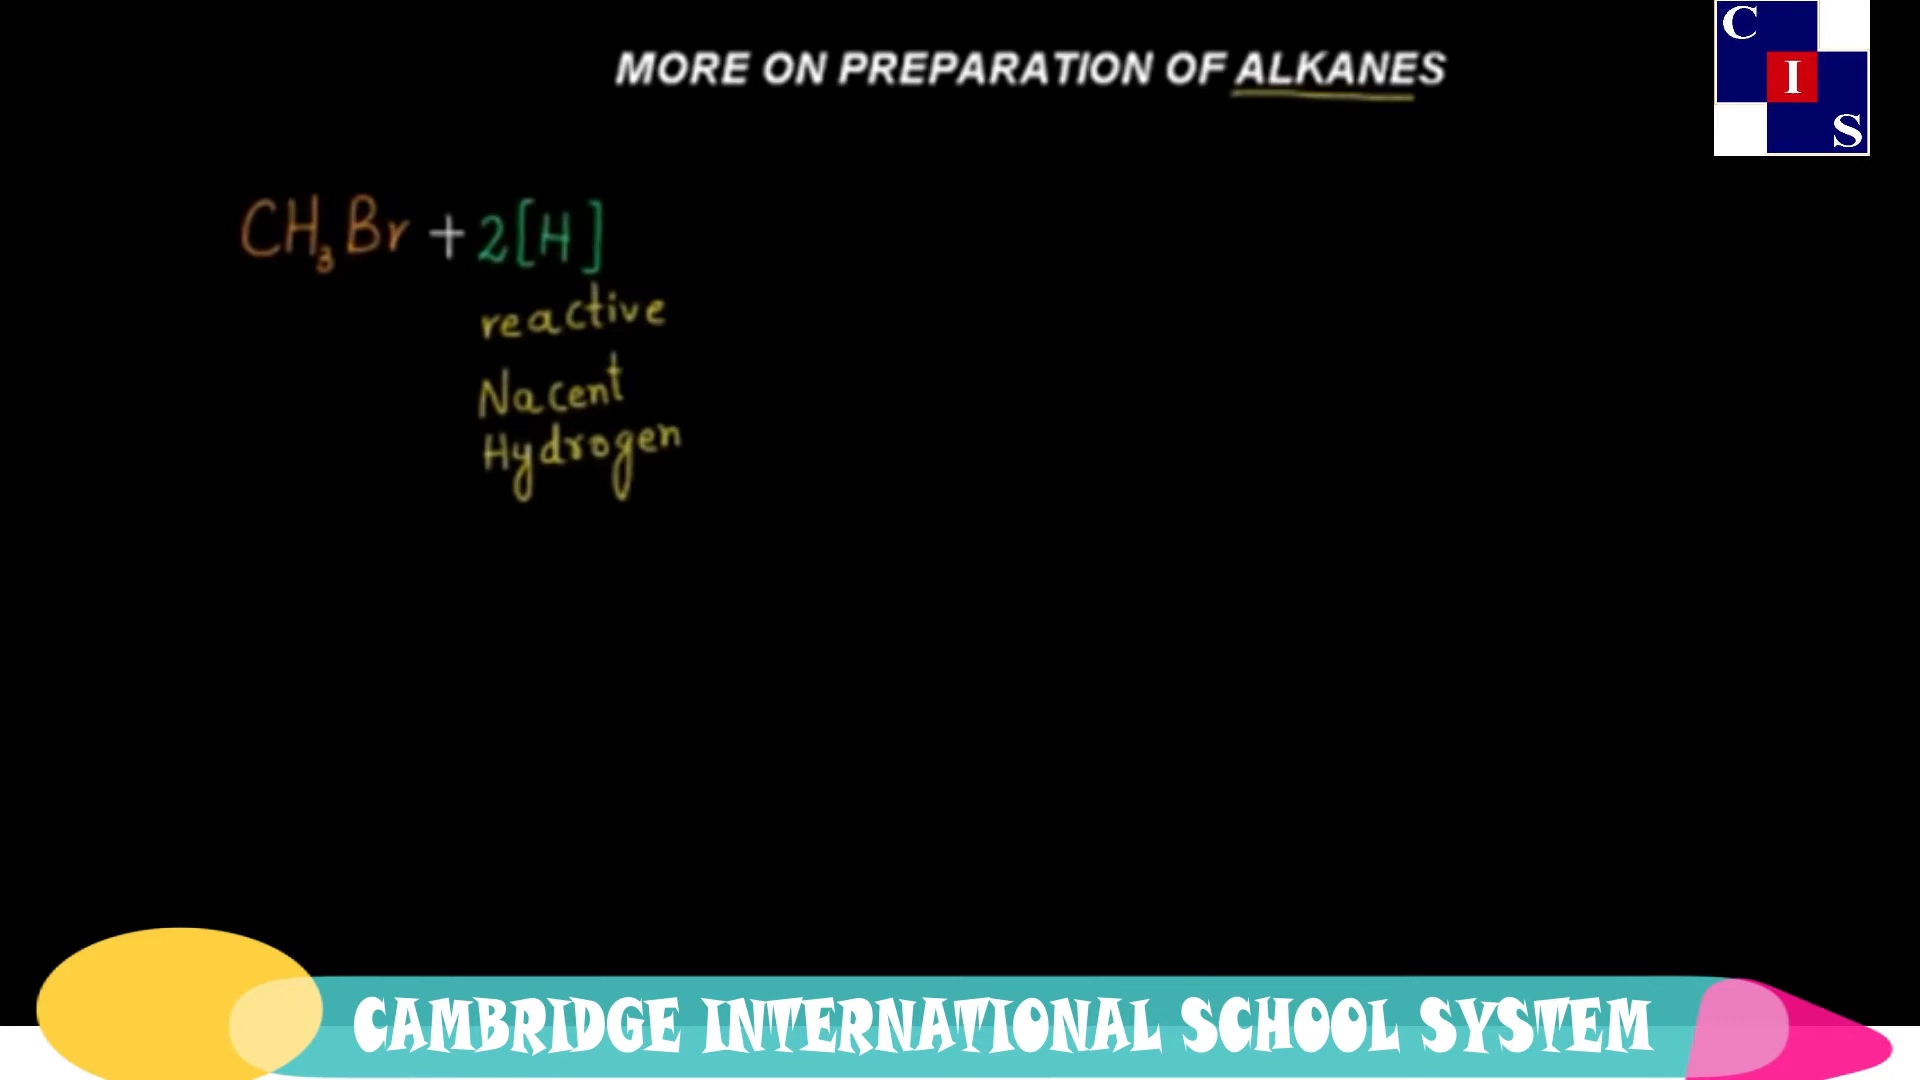 MORE ON PREPARATION OF ALKANES
C
I
S
CH₃Br + 2[H]
reactive
Nacent
Hydrogen
CAMBRIDGE INTERNATIONAL SCHOOL SYSTEM